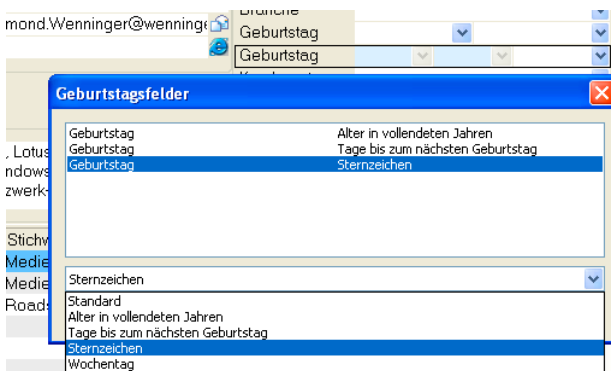 Branche
mond.Wenninger@wenninge
Geburtstag
Geburtstag
Geburtstagsfelder
Geburtstag Alter in vollendeten Jahren
Geburtstag Tage bis zum nächsten Geburtstag
Geburtstag Sternzeichen
, Lotus
ndows
zwerk-
Stichw
Medie
Medie
Roads
Sternzeichen
Standard
Alter in vollendeten Jahren
Tage bis zum nächsten Geburtstag
Sternzeichen
Wochentag